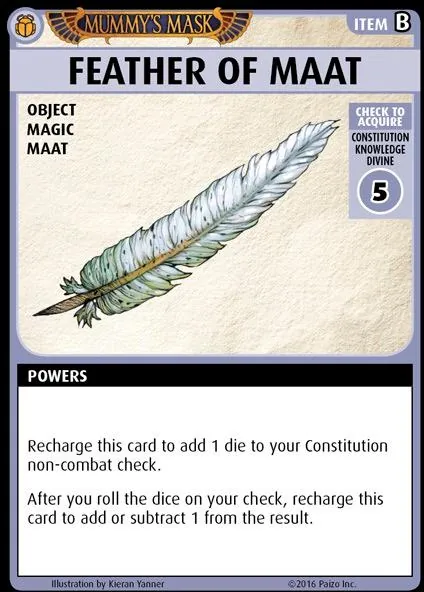 MUMMY'S MASK
ITEM B
FEATHER OF MAAT
OBJECT
MAGIC
MAAT
CHECK TO
ACQUIRE
CONSTITUTION
KNOWLEDGE
DIVINE
5
POWERS
Recharge this card to add 1 die to your Constitution
non-combat check.
After you roll the dice on your check, recharge this
card to add or subtract 1 from the result.
Illustration by Kieran Yanner
©2016 Paizo Inc.